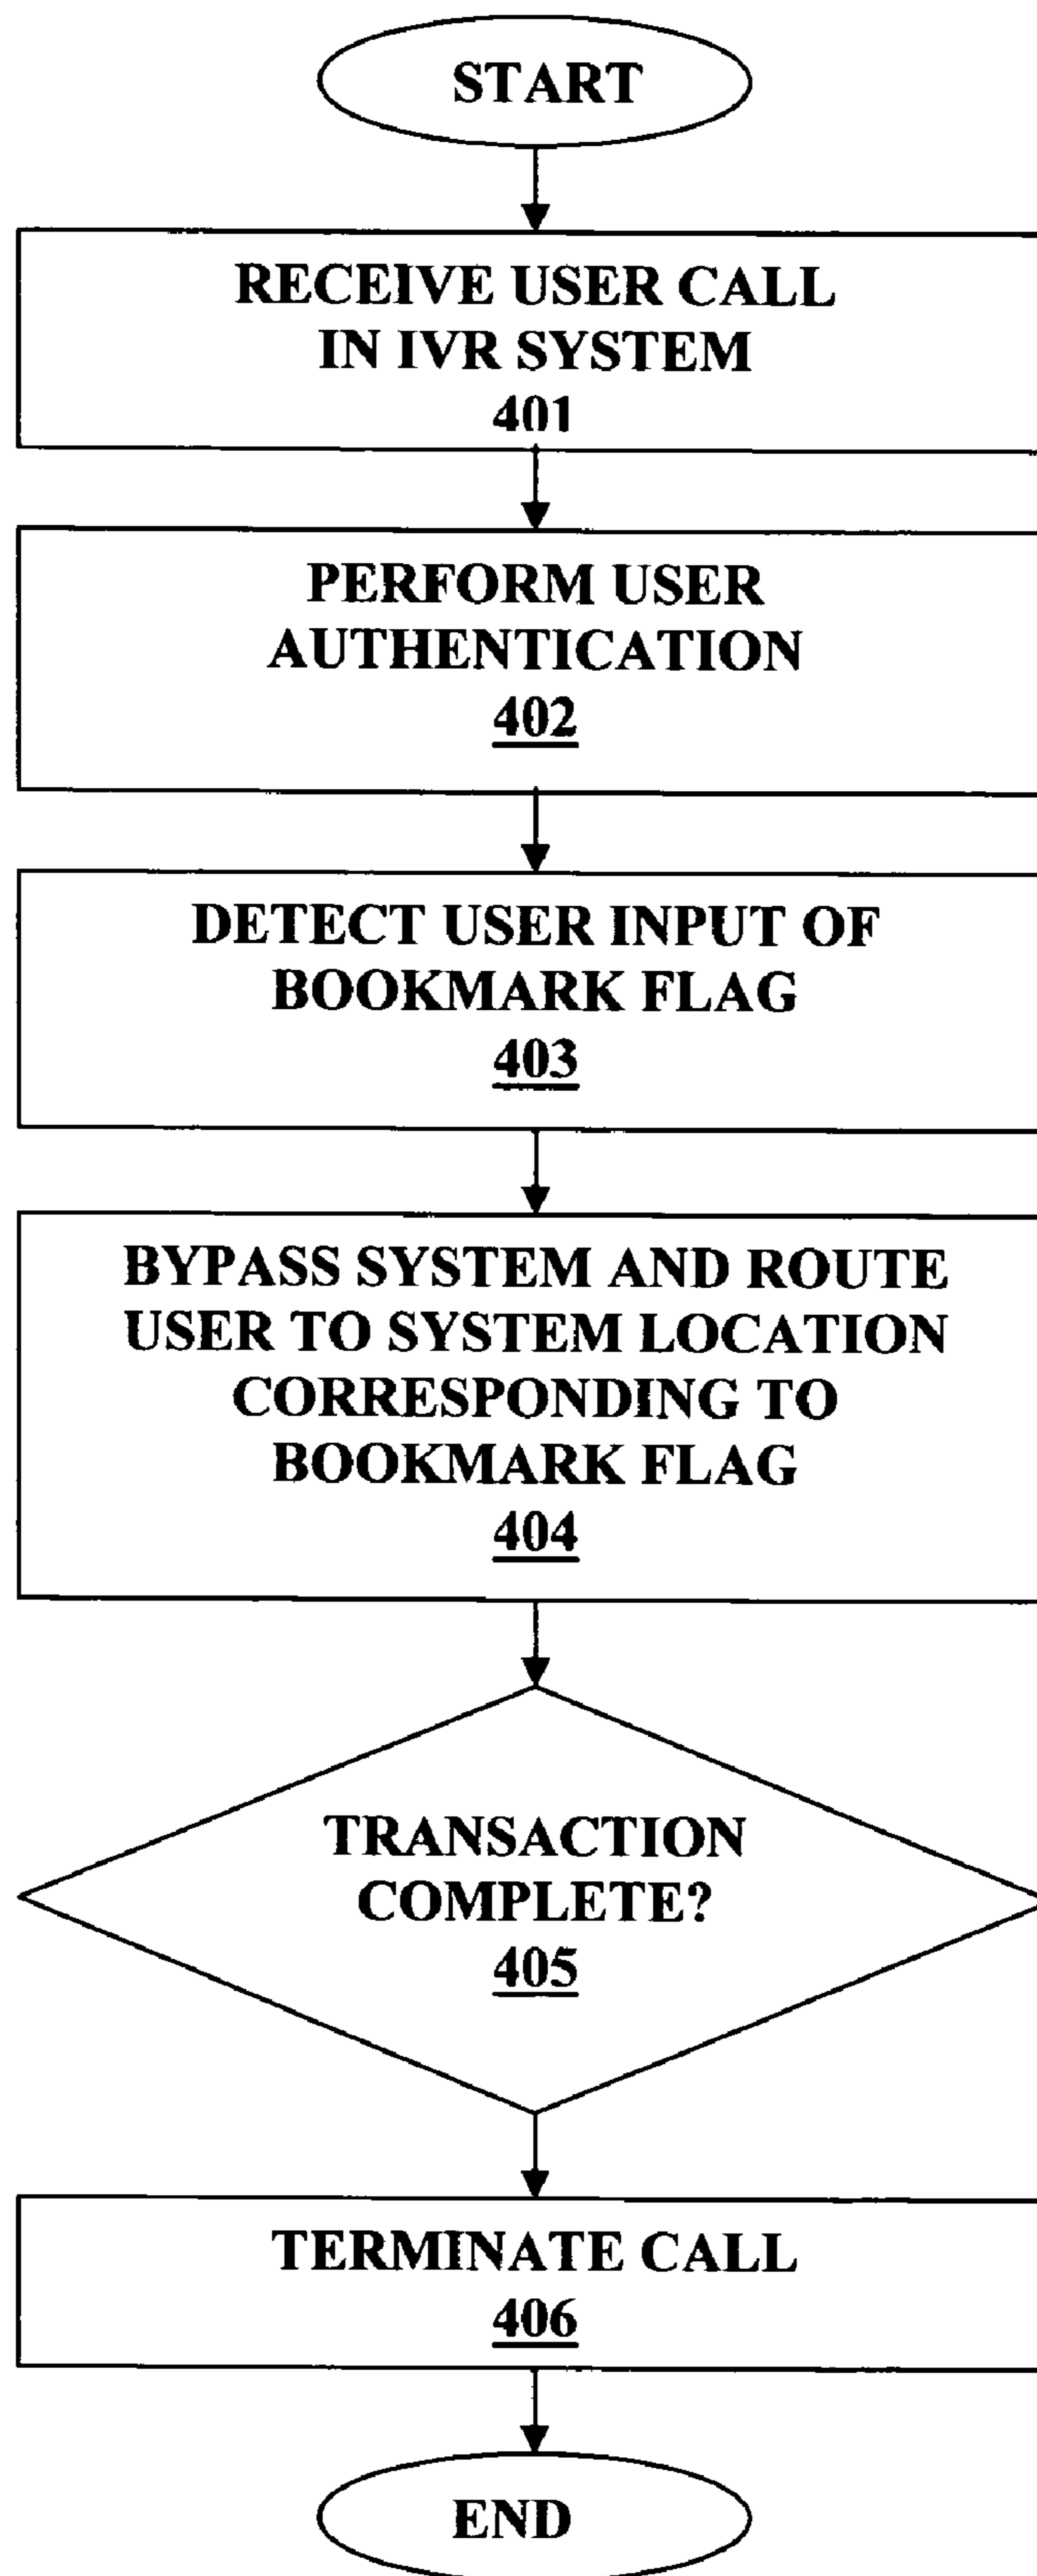 START
RECEIVE USER CALL
IN IVR SYSTEM
401
PERFORM USER
AUTHENTICATION
402
DETECT USER INPUT OF
BOOKMARK FLAG
403
BYPASS SYSTEM AND ROUTE
USER TO SYSTEM LOCATION
CORRESPONDING TO
BOOKMARK FLAG
404
TRANSACTION
COMPLETE?
405
TERMINATE CALL
406
END